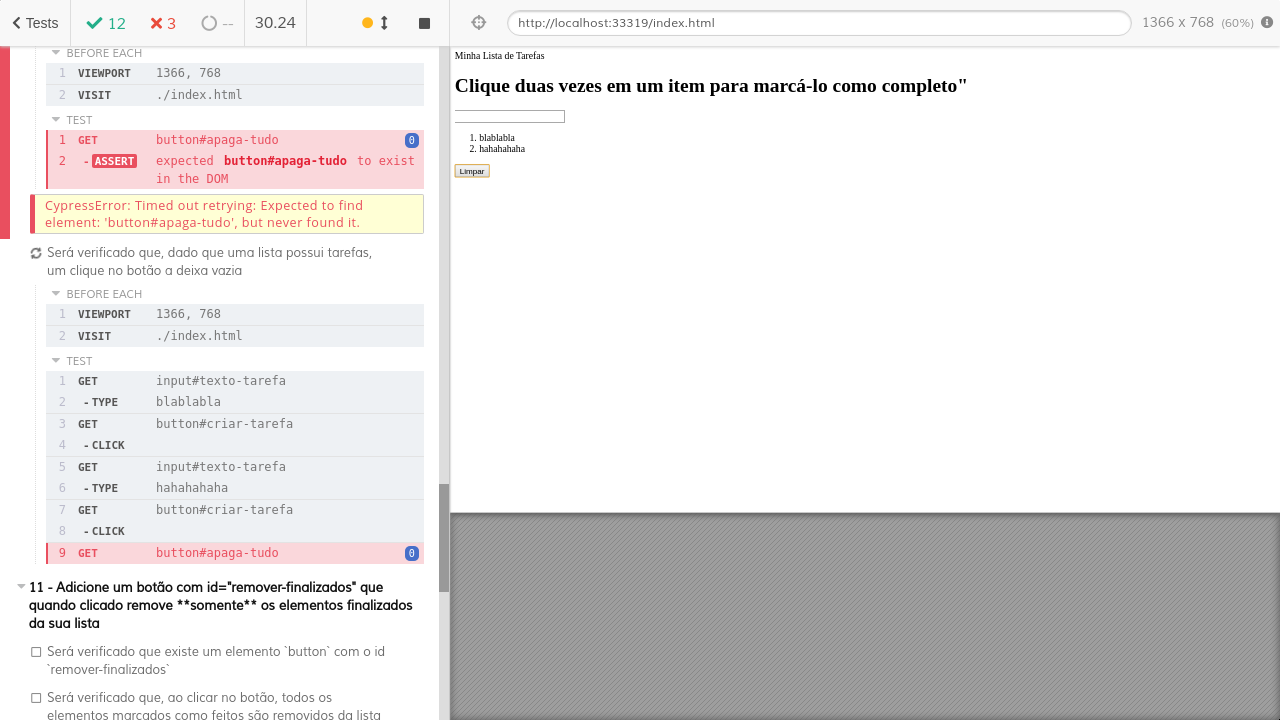 Tests
12
3
--
30.24
http://localhost:33319/index.html
1366 x 768 (60%)
BEFORE EACH
1 VIEWPORT 1366, 768
2 VISIT ./index.html
TEST
1 GET button#apaga-tudo 0
2 - ASSERT expected button#apaga-tudo to exist
in the DOM
CypressError: Timed out retrying: Expected to find
element: 'button#apaga-tudo', but never found it.
Será verificado que, dado que uma lista possui tarefas,
um clique no botão a deixa vazia
BEFORE EACH
1 VIEWPORT 1366, 768
2 VISIT ./index.html
TEST
1 GET input#texto-tarefa
2 - TYPE blablabla
3 GET button#criar-tarefa
4 - CLICK
5 GET input#texto-tarefa
6 - TYPE hahahahaha
7 GET button#criar-tarefa
8 - CLICK
9 GET button#apaga-tudo 0
11 - Adicione um botão com id="remover-finalizados" que
quando clicado remove **somente** os elementos finalizados
da sua lista
Será verificado que existe um elemento `button` com o id
`remover-finalizados`
Será verificado que, ao clicar no botão, todos os
elementos marcados como feitos são removidos da lista
Minha Lista de Tarefas
Clique duas vezes em um item para marcá-lo como completo"
1. blablabla
2. hahahahaha
Limpar